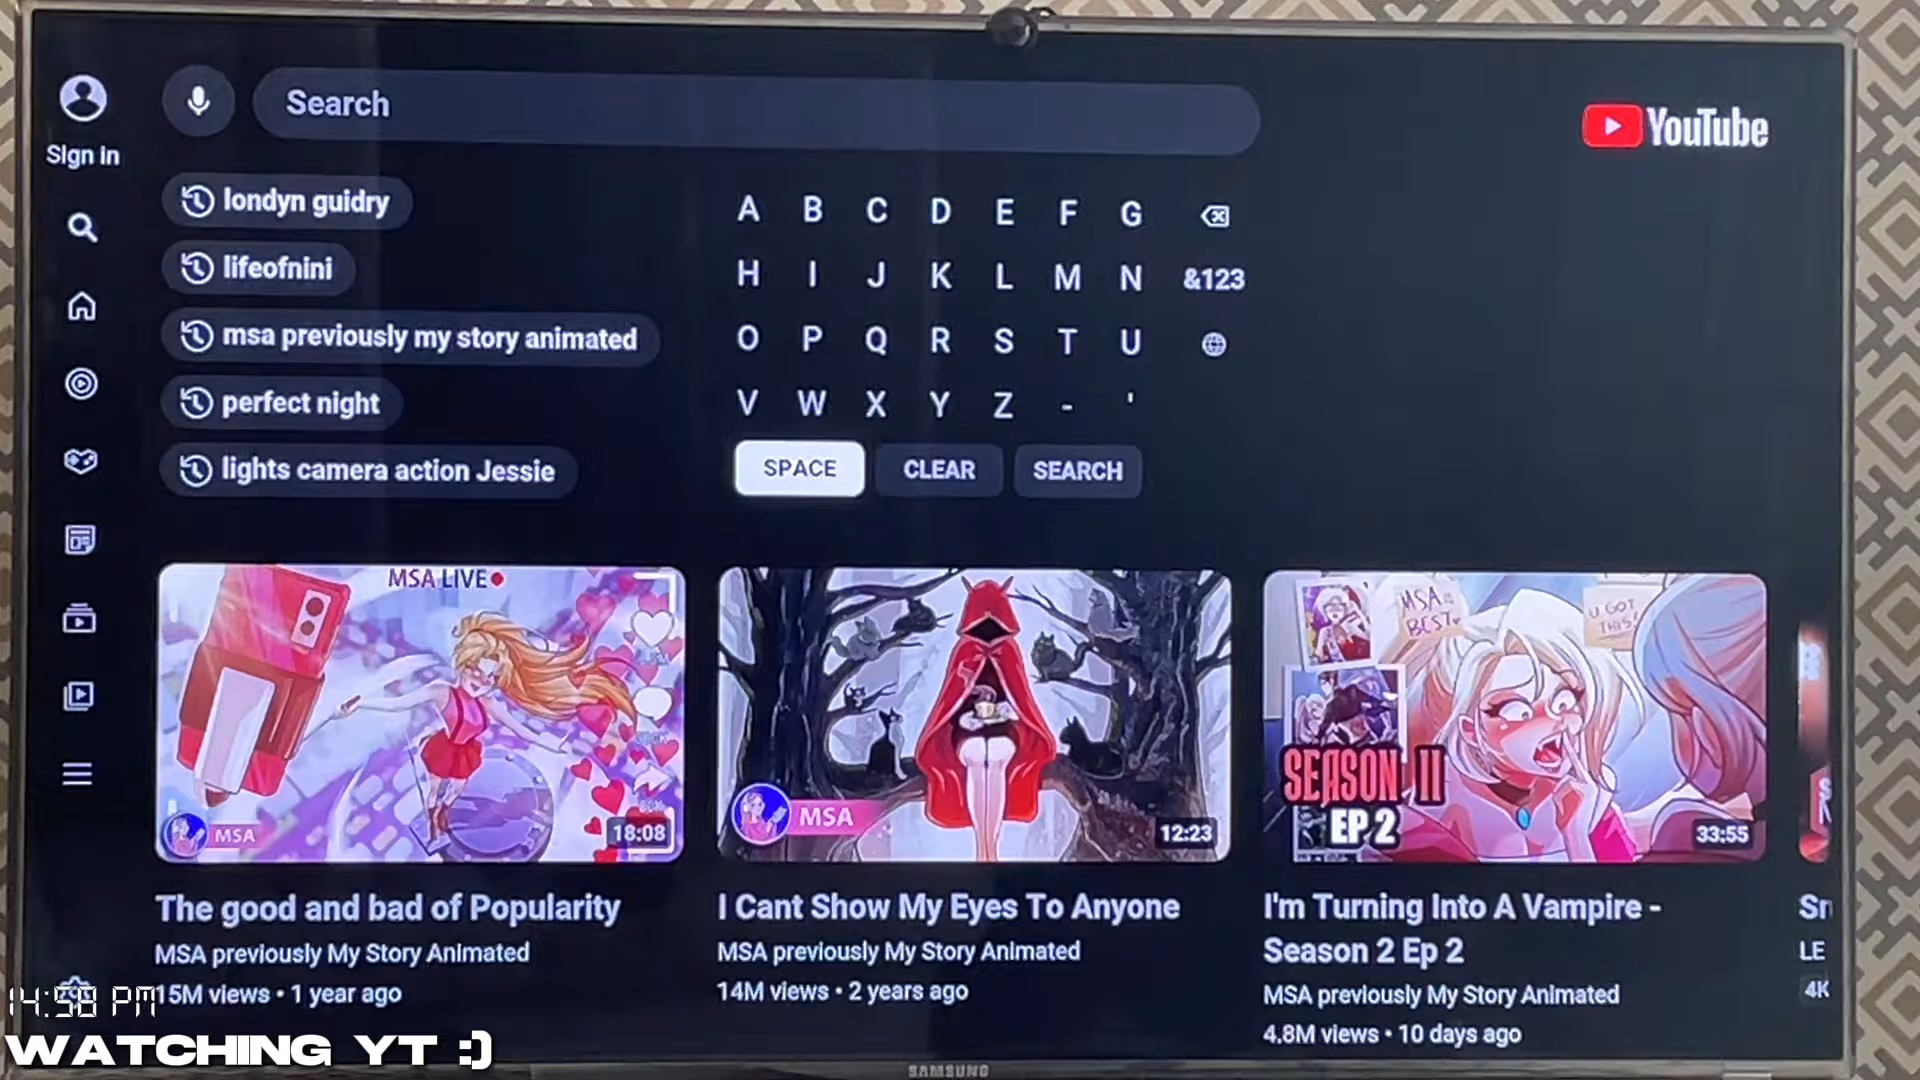 Search
YouTube
Sign in
londyn guidry
lifeofnini
msa previously my story animated
perfect night
lights camera action Jessie
A B C D E F G
H I J K L M N &123
O P Q R S T U
V W X Y Z - '
SPACE CLEAR SEARCH
MSA LIVE
MSA
18:08
MSA
12:23
MSA
BEST
U GOT
THIS
SEASON II
EP 2
33:55
The good and bad of Popularity
MSA previously My Story Animated
15M views • 1 year ago
I Cant Show My Eyes To Anyone
MSA previously My Story Animated
14M views • 2 years ago
I'm Turning Into A Vampire -
Season 2 Ep 2
MSA previously My Story Animated
4.8M views • 10 days ago
LE
4K
14:58 PM
WATCHING YT :)
SAMSUNG